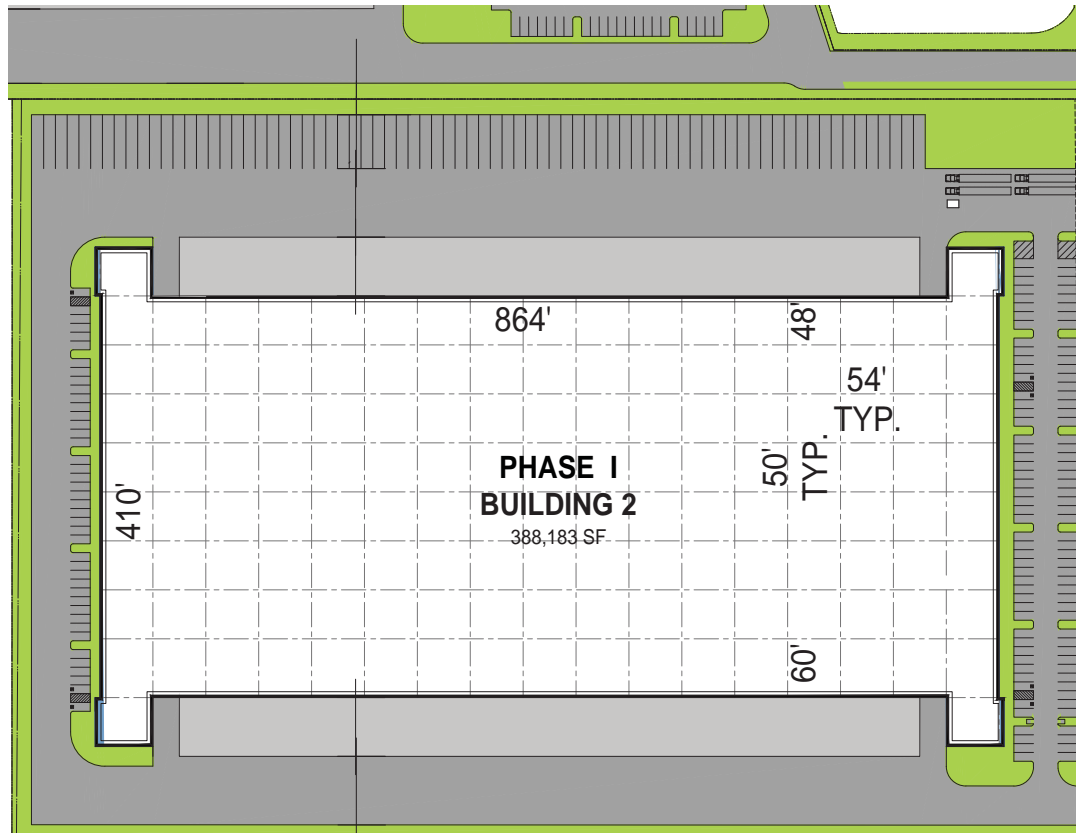 864'
48'
54'
TYP.
50'
TYP.
410'
PHASE I
BUILDING 2
388,183 SF
60'